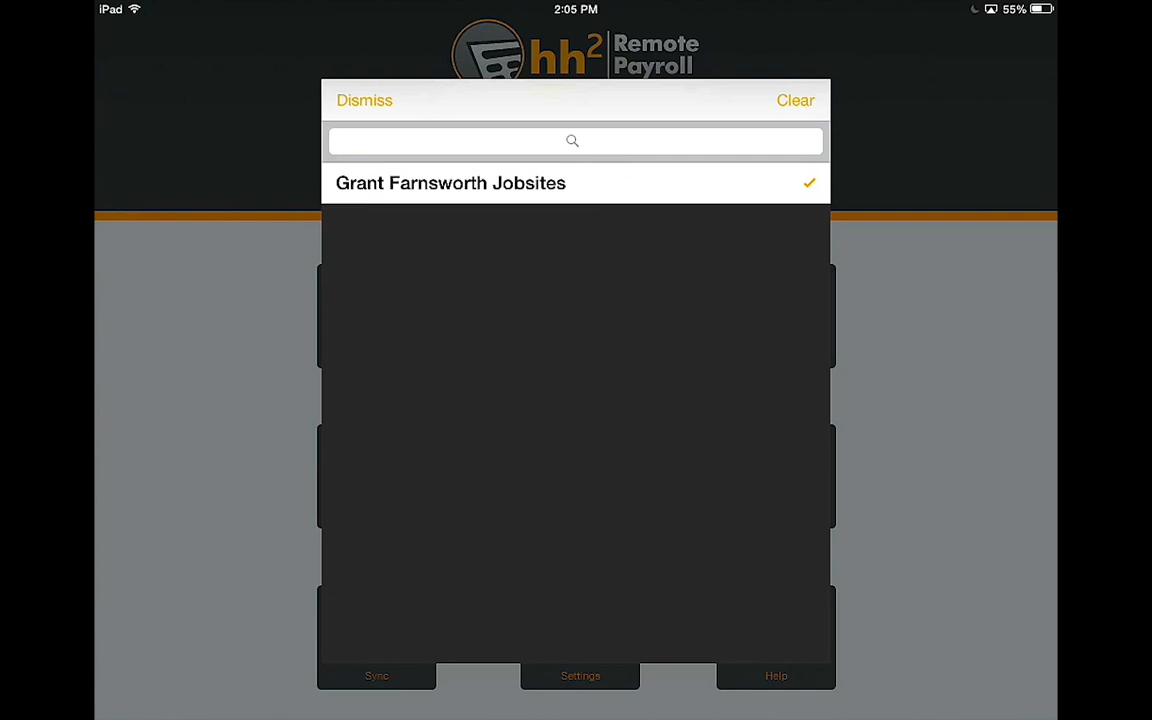 iPad
2:05 PM
55%
hh2
Remote
Payroll
Dismiss
Clear
Grant Farnsworth Jobsites
Sync
Settings
Help